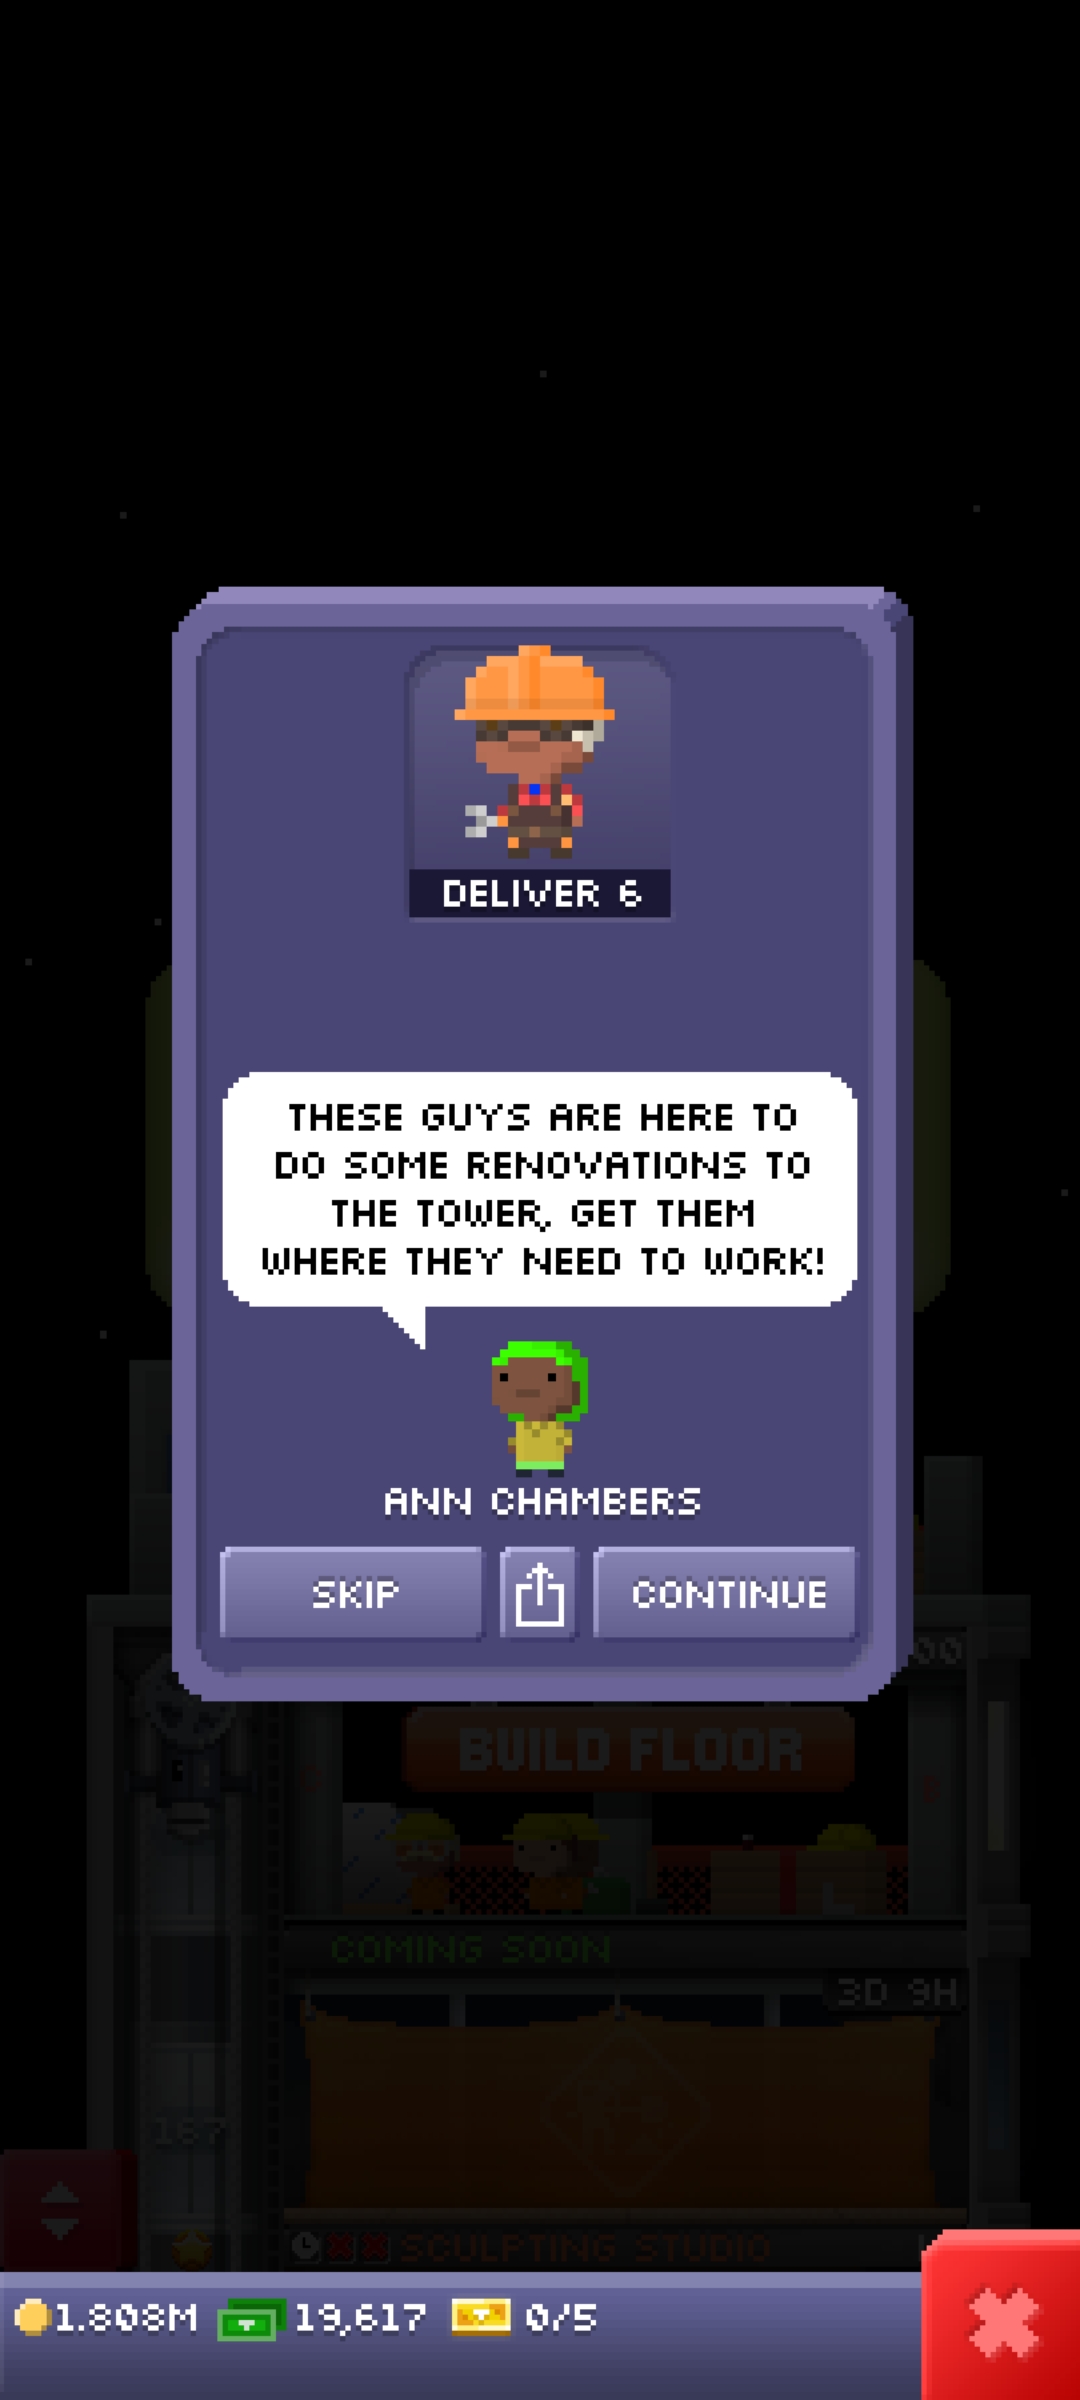 DELIVER 6
THESE GUYS ARE HERE TO
DO SOME RENOVATIONS TO
THE TOWER, GET THEM
WHERE THEY NEED TO WORK!
ANN CHAMBERS
SKIP
CONTINUE
00
BUILD FLOOR
COMING SOON
3D 9H
167
SCULPTING STUDIO
1.808M
19,617
0/5